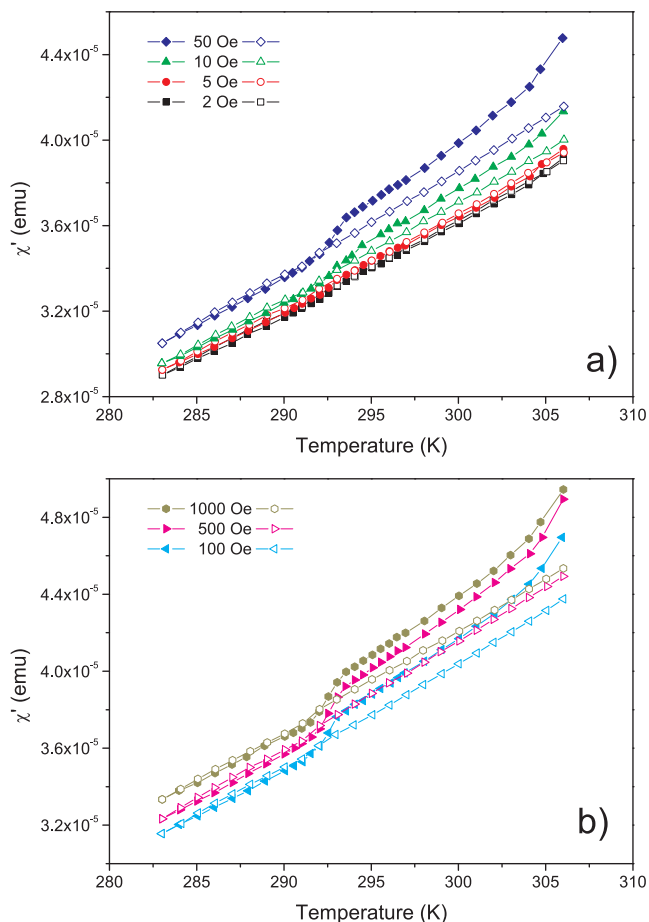 4.4x10⁻⁵
4.0x10⁻⁵
3.6x10⁻⁵
3.2x10⁻⁵
2.8x10⁻⁵
χ' (emu)
50 Oe
10 Oe
5 Oe
2 Oe
a)
280 285 290 295 300 305 310
Temperature (K)
4.8x10⁻⁵
4.4x10⁻⁵
4.0x10⁻⁵
3.6x10⁻⁵
3.2x10⁻⁵
χ' (emu)
1000 Oe
500 Oe
100 Oe
b)
280 285 290 295 300 305 310
Temperature (K)